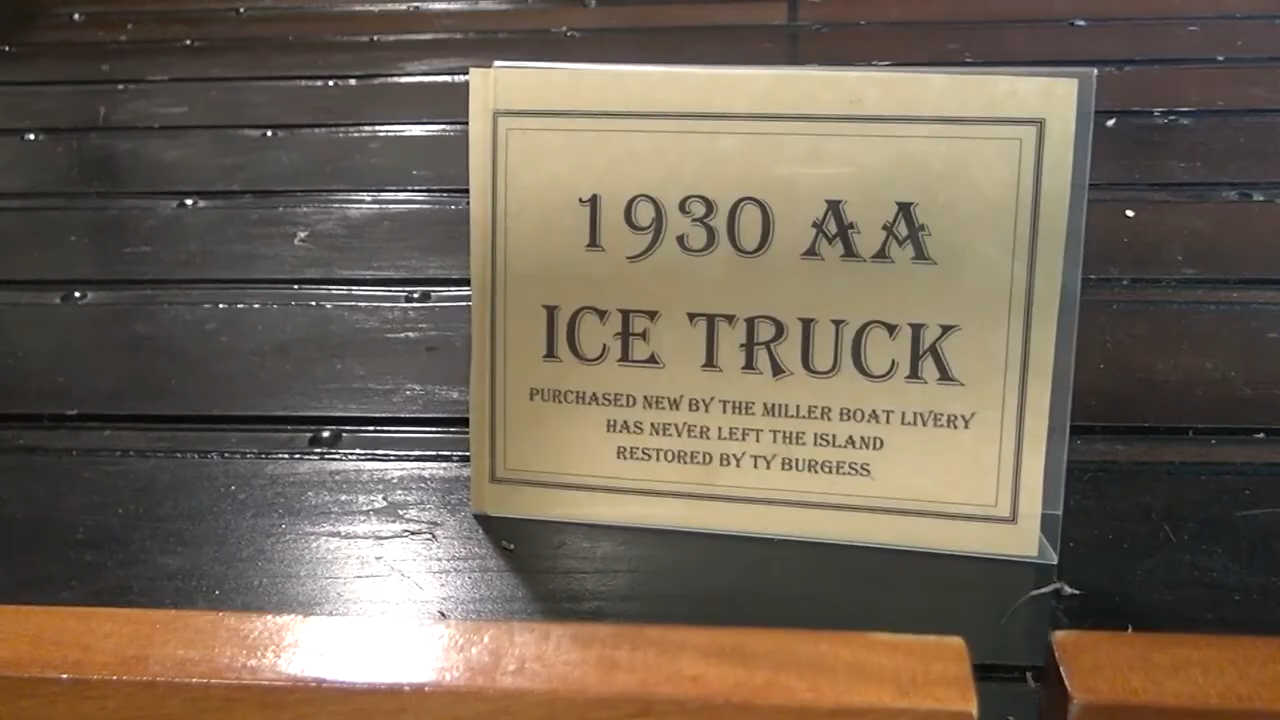 1930 AA
ICE TRUCK
PURCHASED NEW BY THE MILLER BOAT LIVERY
HAS NEVER LEFT THE ISLAND
RESTORED BY TY BURGESS